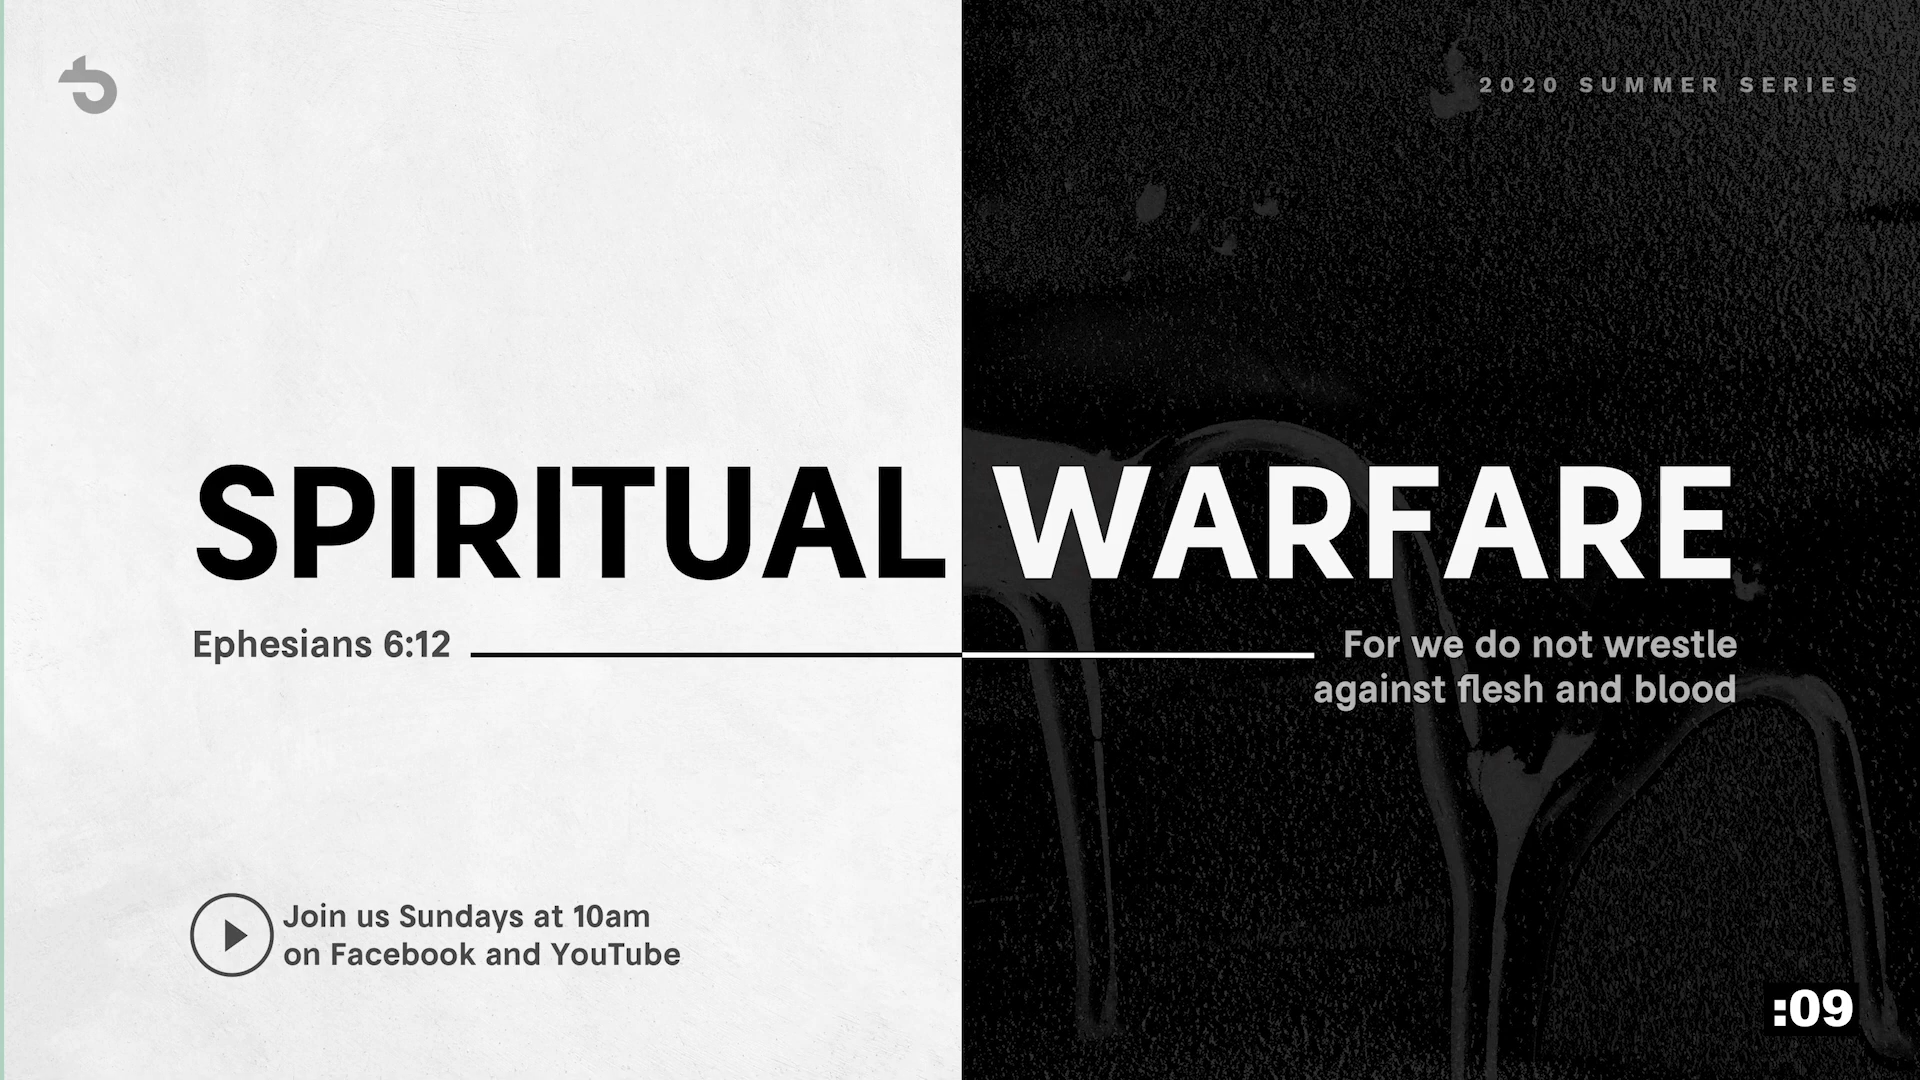 2020 SUMMER SERIES
SPIRITUAL WARFARE
Ephesians 6:12
For we do not wrestle
against flesh and blood
Join us Sundays at 10am
on Facebook and YouTube
:09